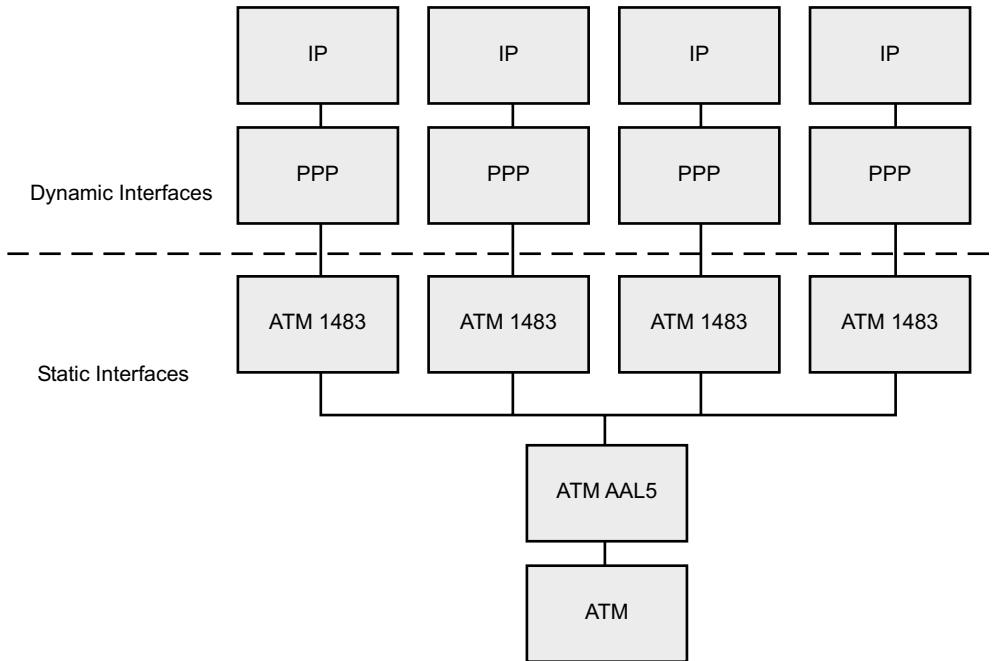 IP IP IP IP
PPP PPP PPP PPP
Dynamic Interfaces
ATM 1483 ATM 1483 ATM 1483 ATM 1483
Static Interfaces
ATM AAL5
ATM